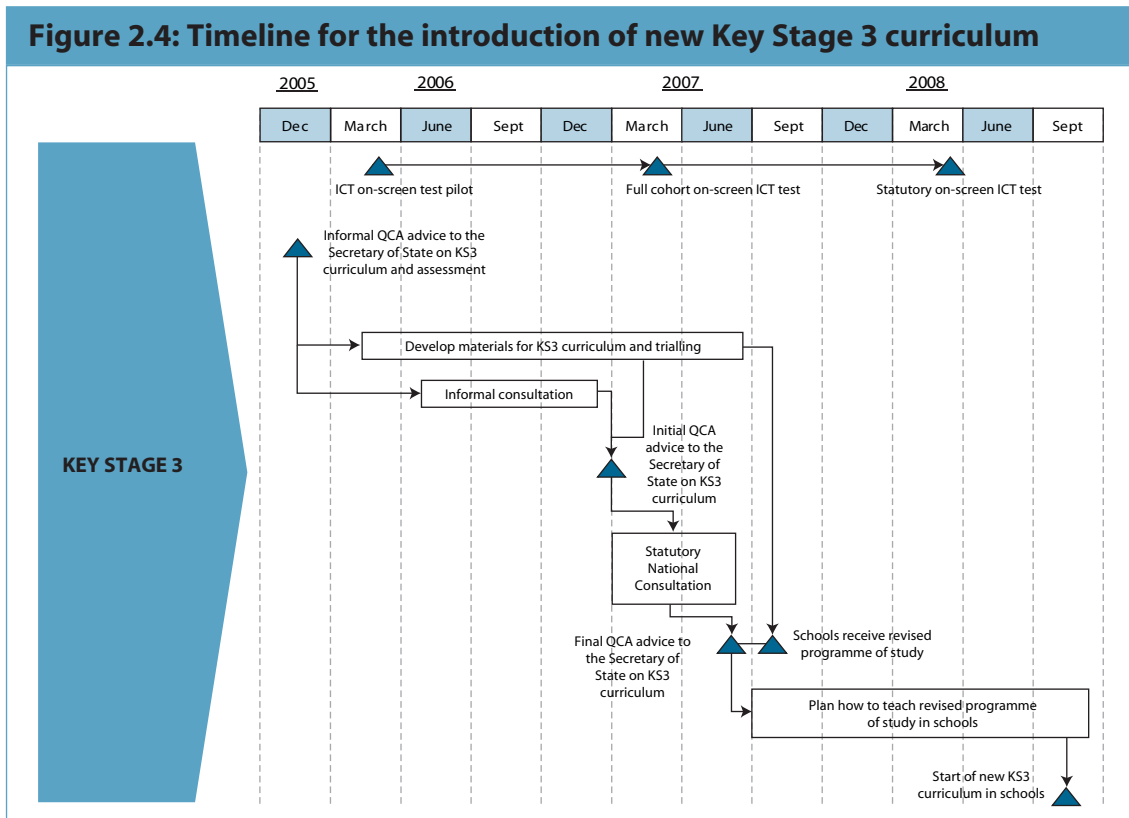 Figure 2.4: Timeline for the introduction of new Key Stage 3 curriculum
2005 2006 2007 2008
Dec March June Sept Dec March June Sept Dec March June Sept
ICT on-screen test pilot
Full cohort on-screen ICT test
Statutory on-screen ICT test
Informal QCA advice to the
Secretary of State on KS3
curriculum and assessment
Develop materials for KS3 curriculum and trialling
Informal consultation
Initial QCA
advice to the
Secretary of
State on KS3
curriculum
KEY STAGE 3
Statutory
National
Consultation
Final QCA advice to
the Secretary of
State on KS3
curriculum
Schools receive revised
programme of study
Plan how to teach revised programme
of study in schools
Start of new KS3
curriculum in schools